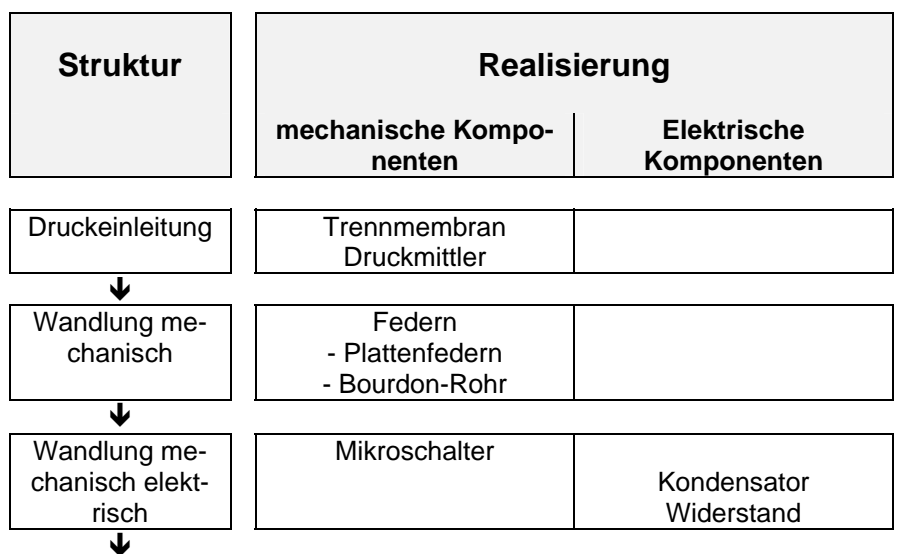 Struktur
Realisierung
mechanische Kompo-
nenten
Elektrische
Komponenten
Druckeinleitung
Trennmembran
Druckmittler
Wandlung me-
chanisch
Federn
- Plattenfedern
- Bourdon-Rohr
Wandlung me-
chanisch elekt-
risch
Mikroschalter
Kondensator
Widerstand